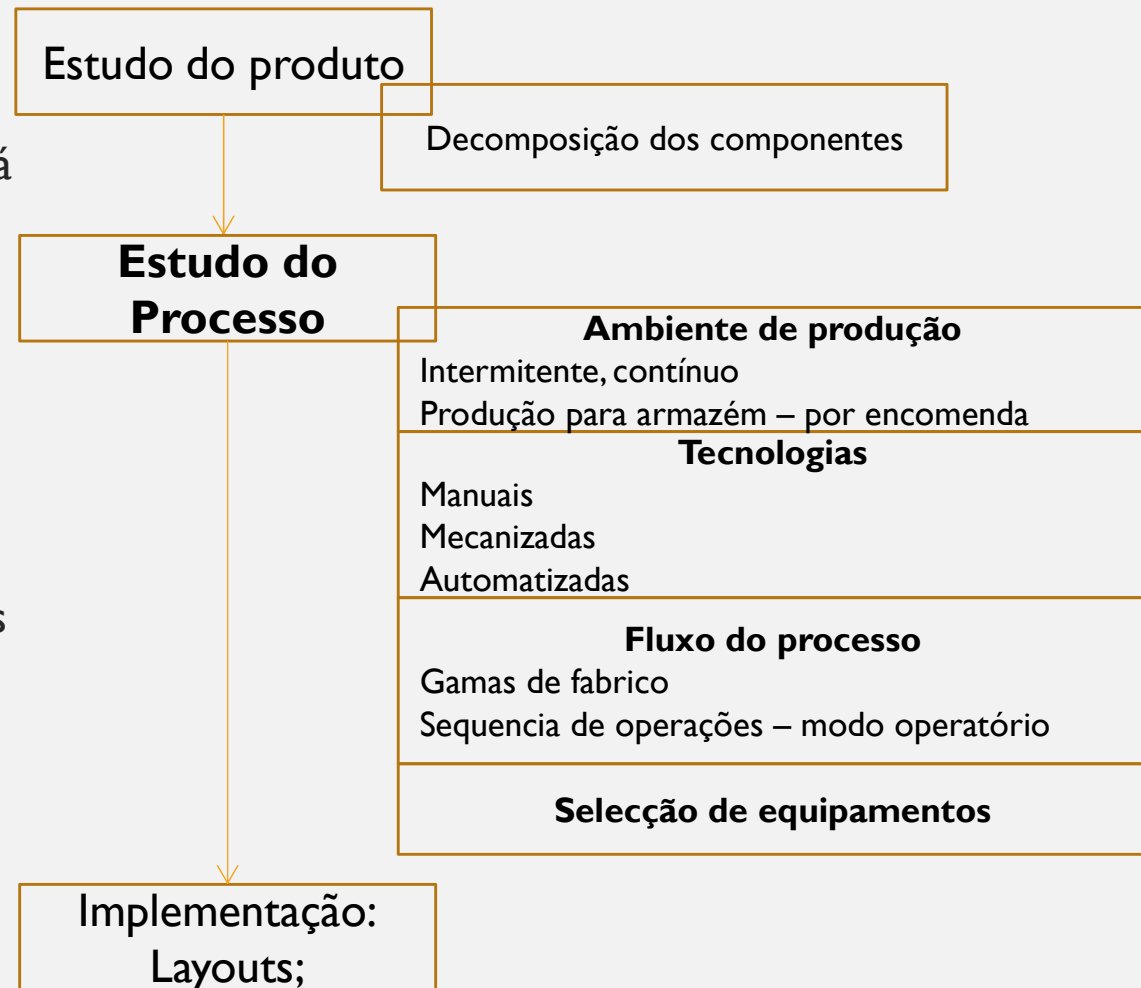 Estudo do produto
Decomposição dos componentes
á
Estudo do
Processo
Ambiente de produção
Intermitente, contínuo
Produção para armazém – por encomenda
Tecnologias
Manuais
Mecanizadas
Automatizadas
s
Fluxo do processo
Gamas de fabrico
Sequencia de operações – modo operatório
Selecção de equipamentos
Implementação:
Layouts;